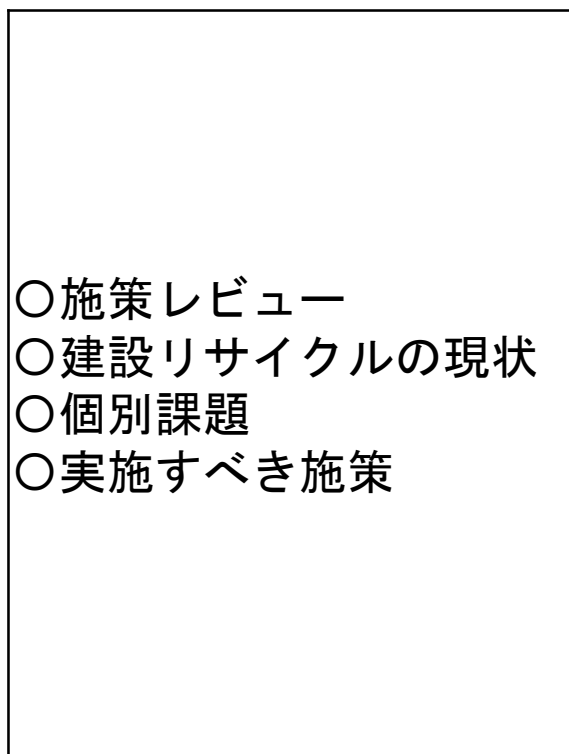 ○施策レビュー
○建設リサイクルの現状
○個別課題
○実施すべき施策